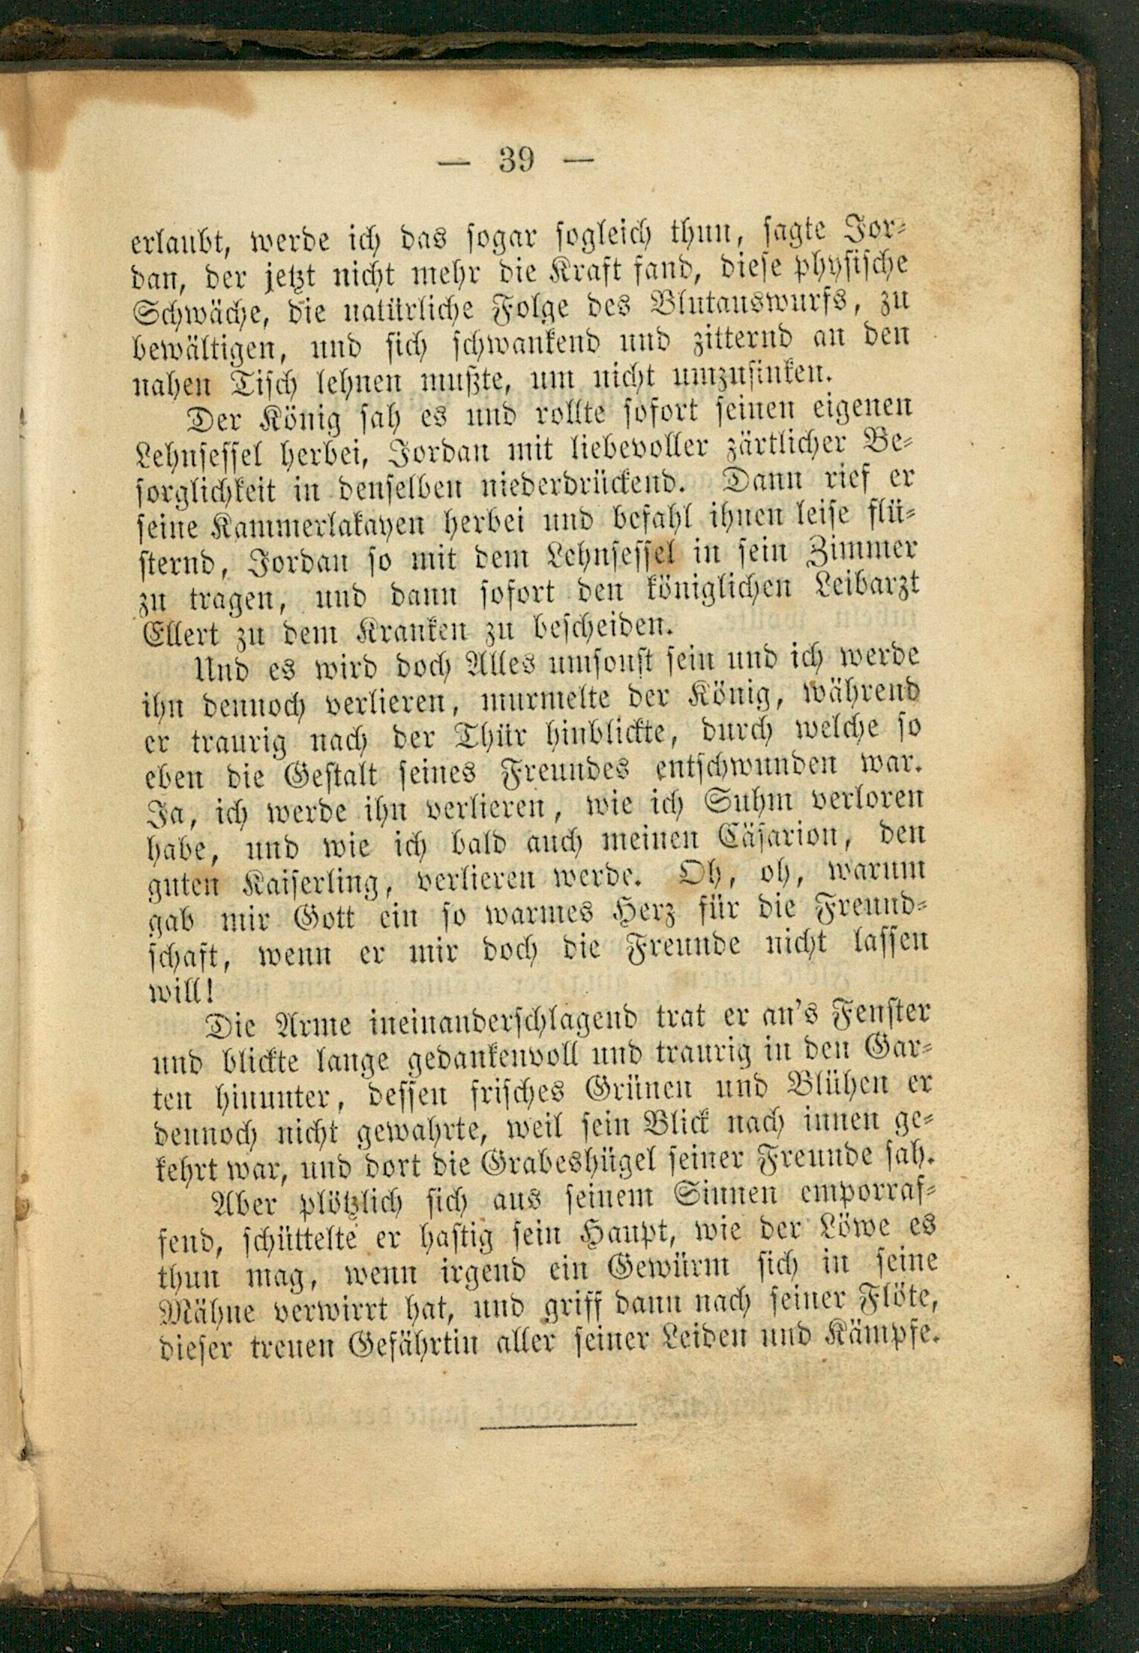 — 39 —
erlaubt, werde ich das sogar sogleich thun, sagte Jor-
dan, der jetzt nicht mehr die Kraft fand, diese physische
Schwäche, die natürliche Folge des Blutauswurfs, zu
bewältigen, und sich schwankend und zitternd an den
nahen Tisch lehnen mußte, um nicht umzusinken.
Der König sah es und rollte sofort seinen eigenen
Lehnsessel herbei, Jordan mit liebevoller zärtlicher Be-
sorglichkeit in denselben niederdrückend. Dann rief er
seine Kammerlakayen herbei und befahl ihnen leise flü-
sternd, Jordan so mit dem Lehnsessel in sein Zimmer
zu tragen, und dann sofort den königlichen Leibarzt
Ellert zu dem Kranken zu bescheiden.
Und es wird doch Alles umsonst sein und ich werde
ihn dennoch verlieren, murmelte der König, während
er traurig nach der Thür hinblickte, durch welche so
eben die Gestalt seines Freundes entschwunden war.
Ja, ich werde ihn verlieren, wie ich Suhm verloren
habe, und wie ich bald auch meinen Cäsarion, den
guten Kaiserling, verlieren werde. Oh, oh, warum
gab mir Gott ein so warmes Herz für die Freund-
schaft, wenn er mir doch die Freunde nicht lassen
will!
Die Arme ineinanderschlagend trat er an's Fenster
und blickte lange gedankenvoll und traurig in den Gar-
ten hinunter, dessen frisches Grünen und Blühen er
dennoch nicht gewahrte, weil sein Blick nach innen ge-
kehrt war, und dort die Grabeshügel seiner Freunde sah.
Aber plötzlich sich aus seinem Sinnen emporraf-
fend, schüttelte er hastig sein Haupt, wie der Löwe es
thun mag, wenn irgend ein Gewürm sich in seine
Mähne verwirrt hat, und griff dann nach seiner Flöte,
dieser treuen Gefährtin aller seiner Leiden und Kämpfe.